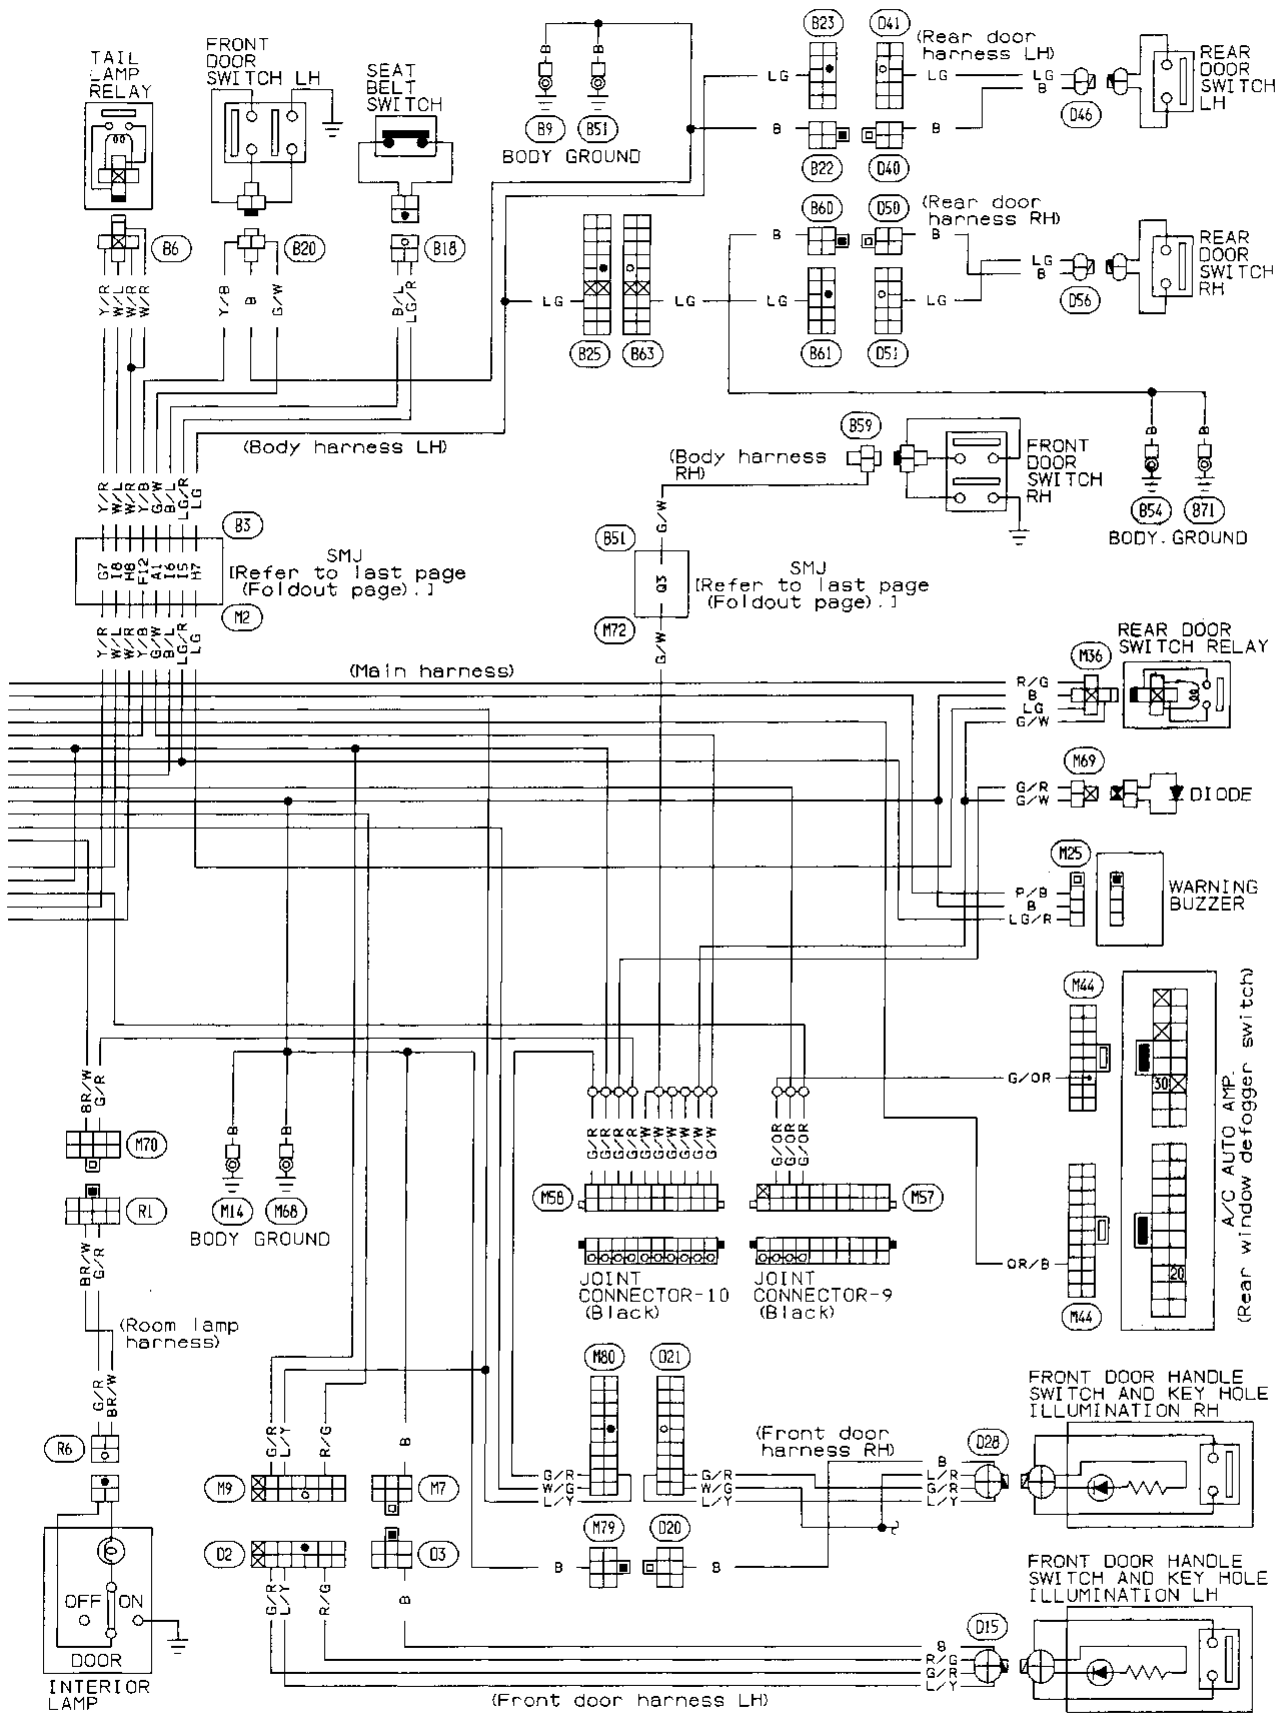 TAIL
LAMP
RELAY
FRONT
DOOR
SWITCH LH
SEAT
BELT
SWITCH
B
B
B9
B51
BODY GROUND
B23
D41
(Rear door
harness LH)
LG
LG
LG
B
B
B
D46
B22
D40
REAR
DOOR
SWITCH
LH
B60
D50
(Rear door
harness RH)
B
B
LG
B
D56
REAR
DOOR
SWITCH
RH
B6
B20
B18
Y/R
W/L
W/R
W/R
Y/B
B
G/W
B/L
LG/R
LG
LG
LG
LG
B25
B63
B61
D51
(Body harness LH)
B59
(Body harness
RH)
FRONT
DOOR
SWITCH
RH
B
B
B54
B71
BODY. GROUND
Y/R
W/L
W/R
Y/B
G/W
B/L
LG/R
LG
B3
G7
I8
H8
F12
A1
I6
I5
H7
SMJ
[Refer to last page
(Foldout page).]
M2
Y/R
W/L
W/R
Y/B
G/W
B/L
LG/R
LG
G/W
B51
Q3
SMJ
[Refer to last page
(Foldout page).]
M72
G/W
(Main harness)
REAR DOOR
SWITCH RELAY
M36
R/G
B
LG
G/W
M69
G/R
G/W
DIODE
M25
P/B
B
LG/R
WARNING
BUZZER
M44
G/OR
30
OR/B
20
M44
A/C AUTO AMP.
(Rear window defogger switch)
BR/W
G/R
M70
R1
BR/W
G/R
B
B
M14
M68
BODY GROUND
G/R
G/R
G/R
G/R
G/W
G/W
G/W
G/W
G/W
G/W
G/OR
G/OR
G/OR
M58
M57
JOINT
CONNECTOR-10
(Black)
JOINT
CONNECTOR-9
(Black)
(Room lamp
harness)
G/R
BR/W
R6
OFF
ON
DOOR
INTERIOR
LAMP
G/R
L/Y
R/G
B
M9
M7
D2
D3
G/R
L/Y
R/G
B
M80
D21
G/R
W/G
L/Y
G/R
W/G
L/Y
(Front door
harness RH)
M79
D20
B
B
D28
B
L/R
G/R
L/Y
FRONT DOOR HANDLE
SWITCH AND KEY HOLE
ILLUMINATION RH
FRONT DOOR HANDLE
SWITCH AND KEY HOLE
ILLUMINATION LH
D15
B
R/G
G/R
L/Y
(Front door harness LH)